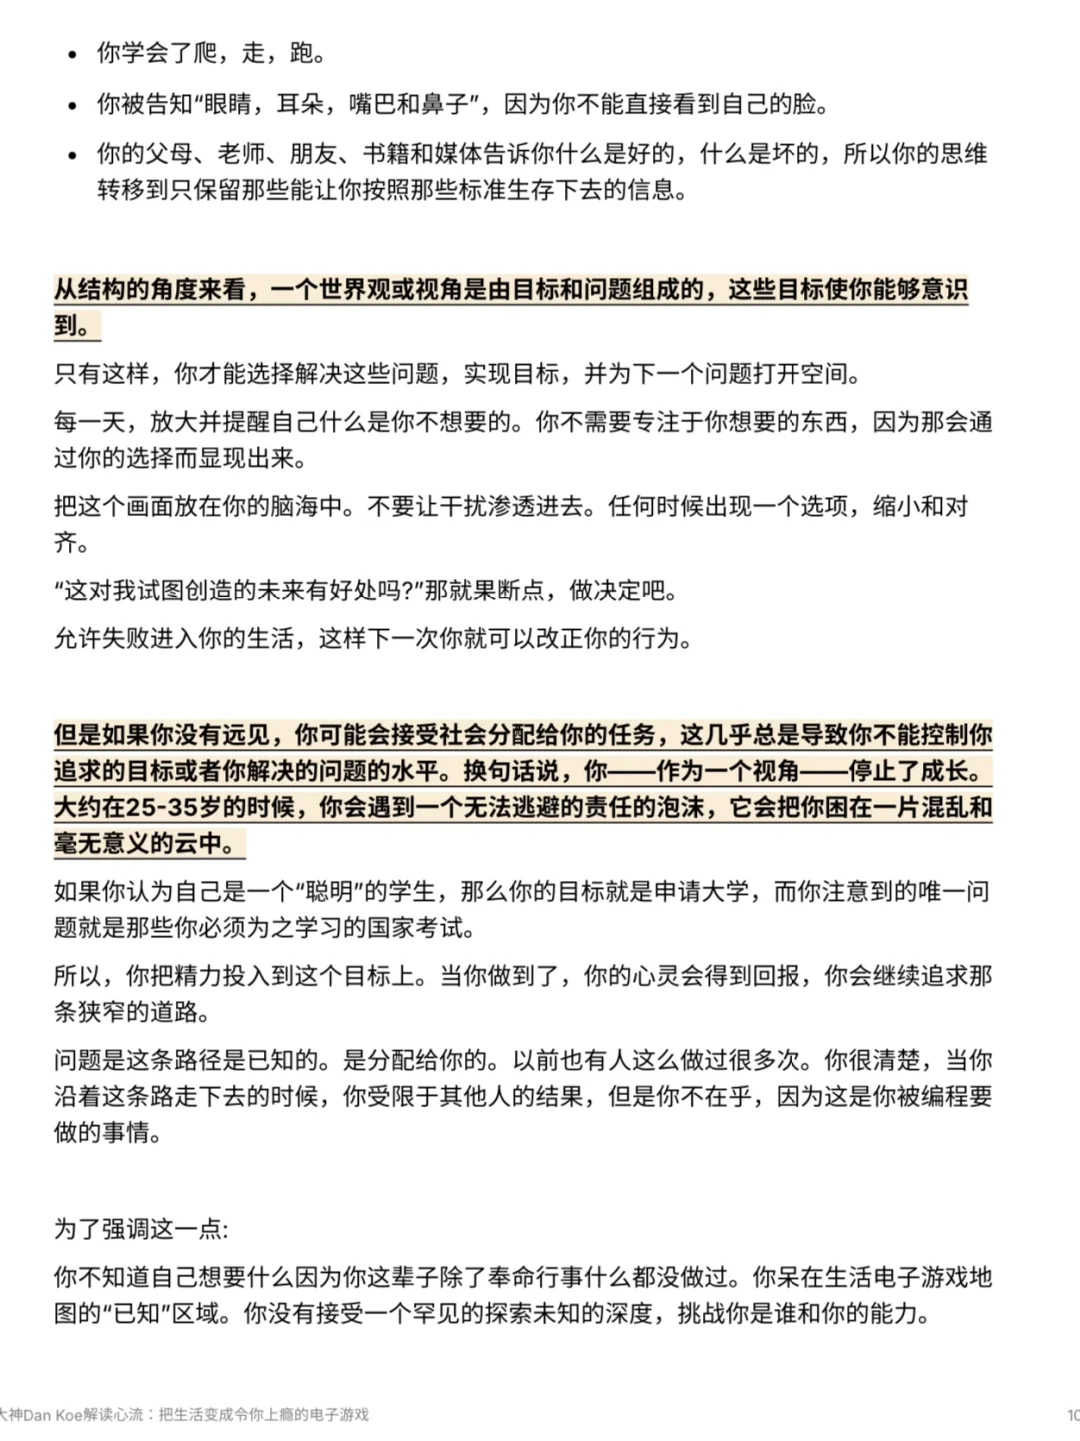 • 你学会了爬，走，跑。
• 你被告知“眼睛，耳朵，嘴巴和鼻子”，因为你不能直接看到自己的脸。
• 你的父母、老师、朋友、书籍和媒体告诉你什么是好的，什么是坏的，所以你的思维
转移到只保留那些能让你按照那些标准生存下去的信息。
从结构的角度来看，一个世界观或视角是由目标和问题组成的，这些目标使你能够意识
到。
只有这样，你才能选择解决这些问题，实现目标，并为下一个问题打开空间。
每一天，放大并提醒自己什么是你不想要的。你不需要专注于你想要的东西，因为那会通
过你的选择而显现出来。
把这个画面放在你的脑海中。不要让干扰渗透进去。任何时候出现一个选项，缩小和对
齐。
“这对我试图创造的未来有好处吗?”那就果断点，做决定吧。
允许失败进入你的生活，这样下一次你就可以改正你的行为。
但是如果你没有远见，你可能会接受社会分配给你的任务，这几乎总是导致你不能控制你
追求的目标或者你解决的问题的水平。换句话说，你——作为一个视角——停止了成长。
大约在25-35岁的时候，你会遇到一个无法逃避的责任的泡沫，它会把你困在一片混乱和
毫无意义的云中。
如果你认为自己是一个“聪明”的学生，那么你的目标就是申请大学，而你注意到的唯一问
题就是那些你必须为之学习的国家考试。
所以，你把精力投入到这个目标上。当你做到了，你的心灵会得到回报，你会继续追求那
条狭窄的道路。
问题是这条路径是已知的。是分配给你的。以前也有人这么做过很多次。你很清楚，当你
沿着这条路走下去的时候，你受限于其他人的结果，但是你不在乎，因为这是你被编程要
做的事情。
为了强调这一点:
你不知道自己想要什么因为你这辈子除了奉命行事什么都没做过。你呆在生活电子游戏地
图的“已知”区域。你没有接受一个罕见的探索未知的深度，挑战你是谁和你的能力。
大神Dan Koe解读心流：把生活变成令你上瘾的电子游戏
10